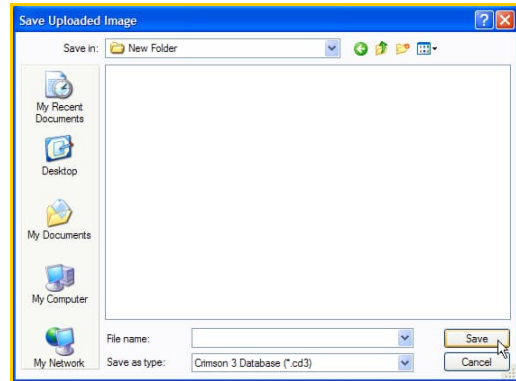 Save Uploaded Image
Save in: New Folder
My Recent
Documents
Desktop
My Documents
My Computer
My Network
File name: Save
Save as type: Crimson 3 Database (*.cd3) Cancel